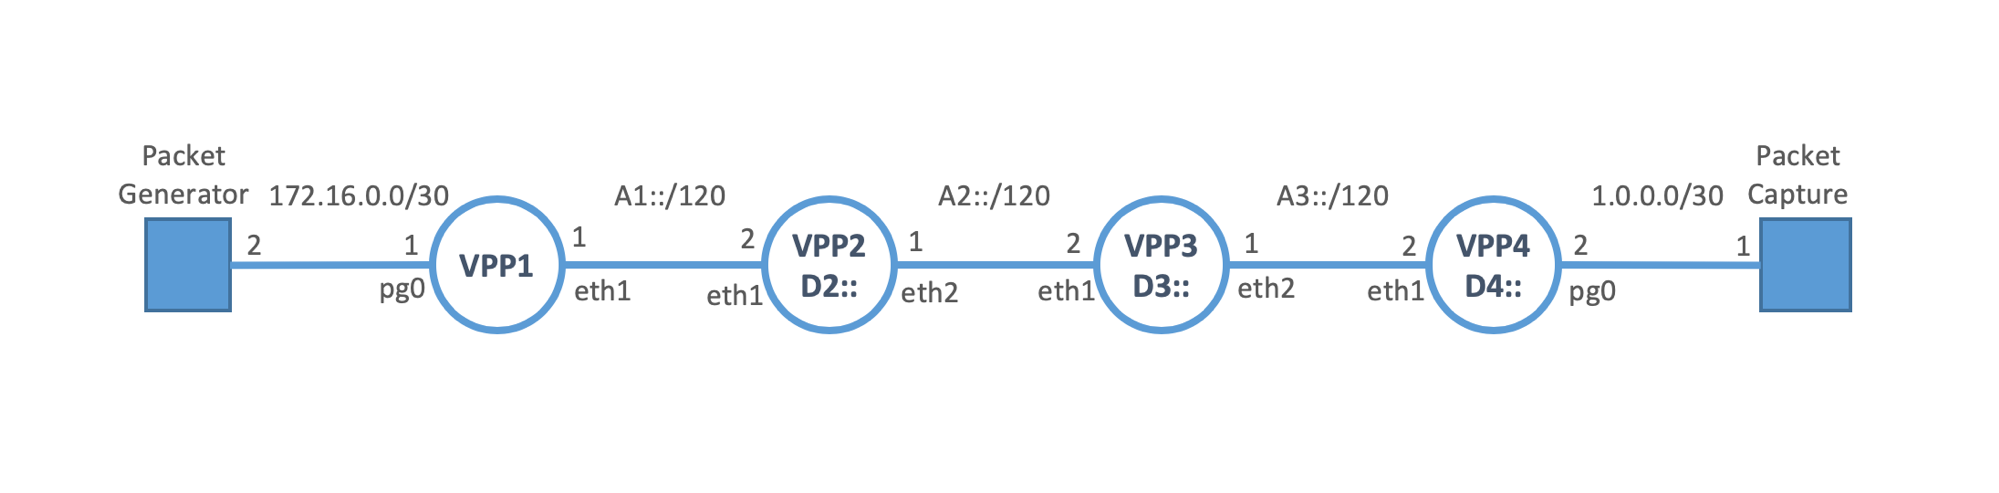 Packet
Generator
172.16.0.0/30
2
1
pg0
VPP1
1
eth1
A1::/120
2
eth1
VPP2
D2::
1
eth2
A2::/120
2
eth1
VPP3
D3::
1
eth2
A3::/120
2
eth1
VPP4
D4::
2
pg0
1.0.0.0/30
1
Packet
Capture